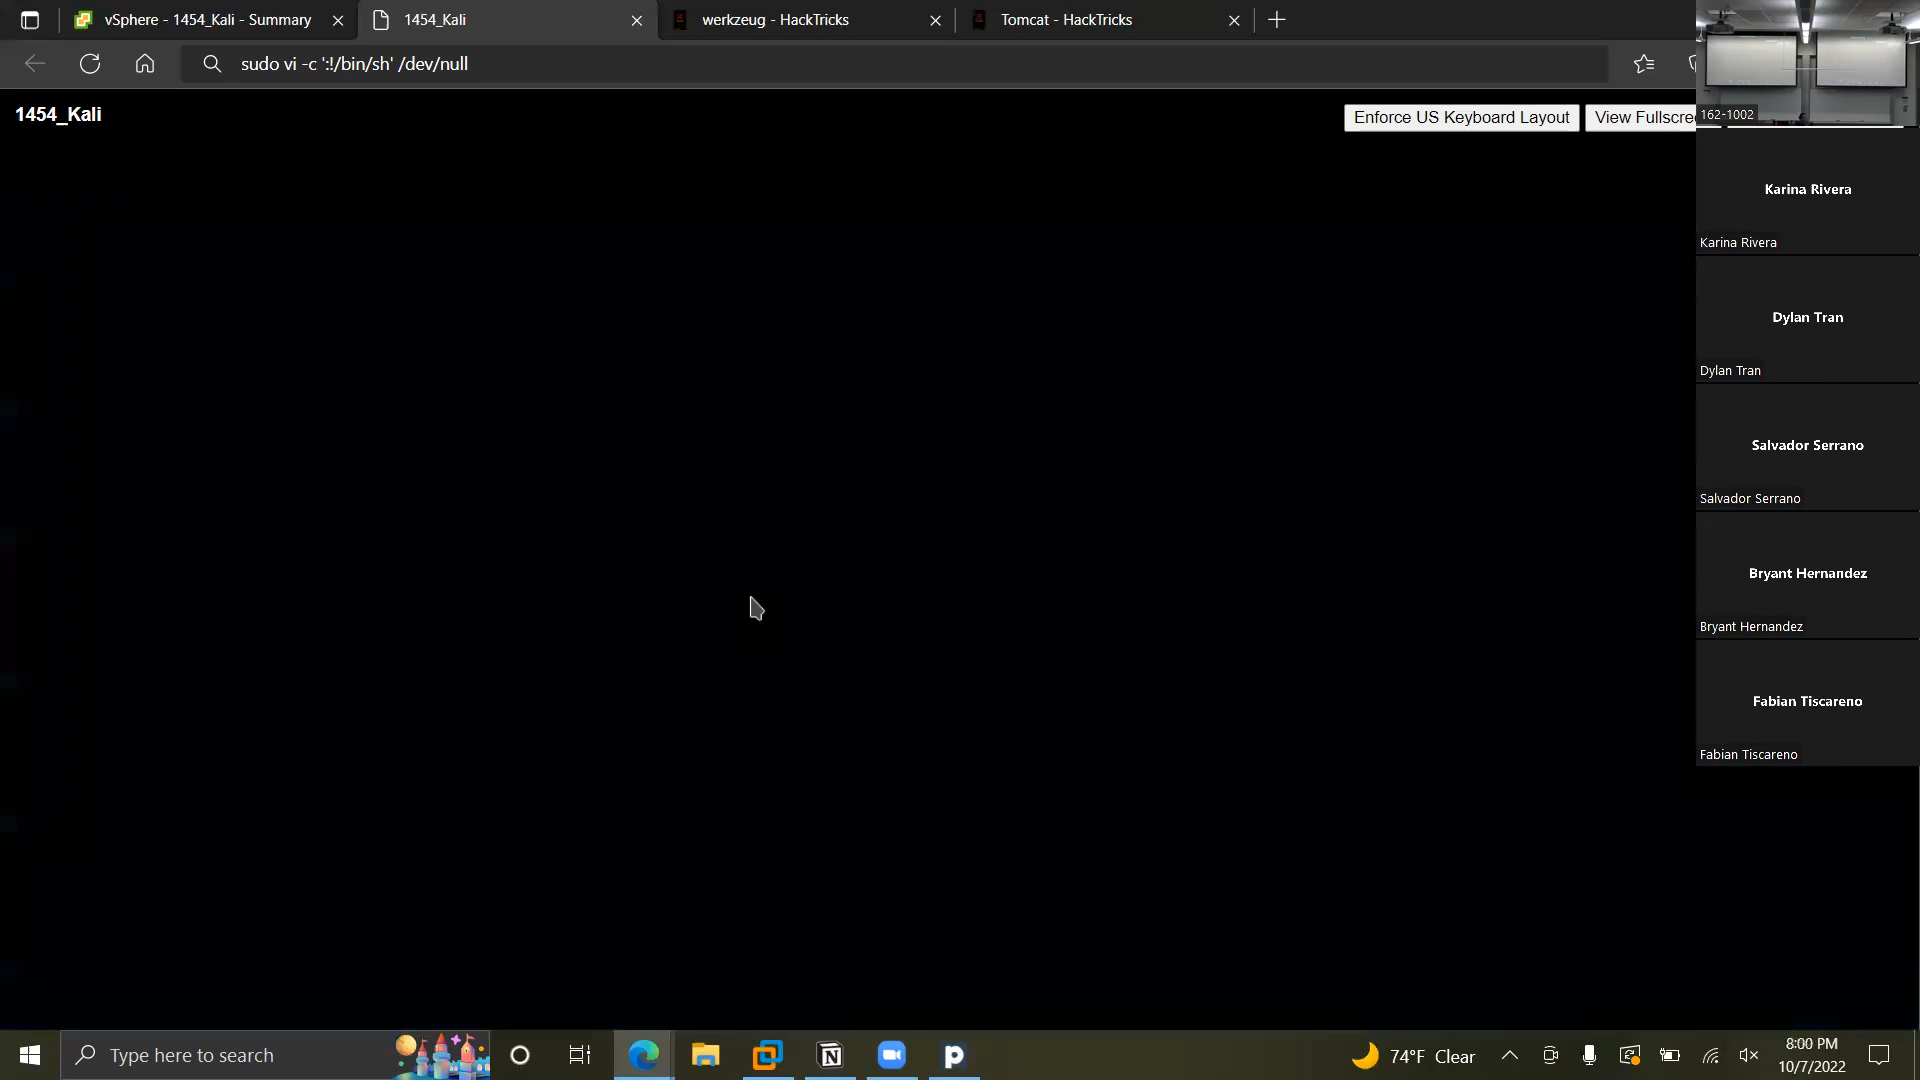 vSphere - 1454_Kali - Summary
1454_Kali
werkzeug - HackTricks
Tomcat - HackTricks
sudo vi -c ':!/bin/sh' /dev/null
1454_Kali
Enforce US Keyboard Layout
View Fullscre
162-1002
Karina Rivera
Karina Rivera
Dylan Tran
Dylan Tran
Salvador Serrano
Salvador Serrano
Bryant Hernandez
Bryant Hernandez
Fabian Tiscareno
Fabian Tiscareno
Type here to search
74°F Clear
8:00 PM
10/7/2022